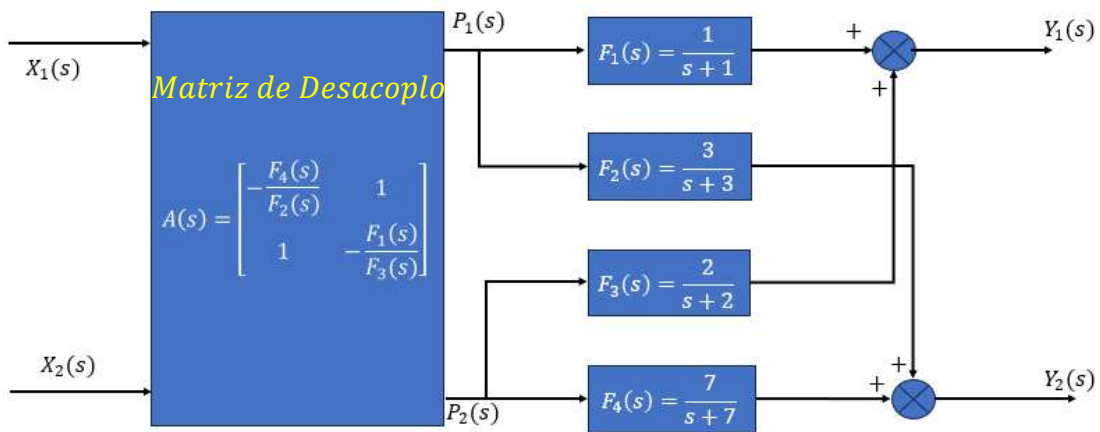 X₁(s)
X₂(s)
Matriz de Desacoplo
A(s) = [ -F₄(s)/F₂(s) 1
1 -F₁(s)/F₃(s) ]
P₁(s)
P₂(s)
F₁(s) = 1/(s + 1)
F₂(s) = 3/(s + 3)
F₃(s) = 2/(s + 2)
F₄(s) = 7/(s + 7)
+
+
Y₁(s)
+
+
Y₂(s)